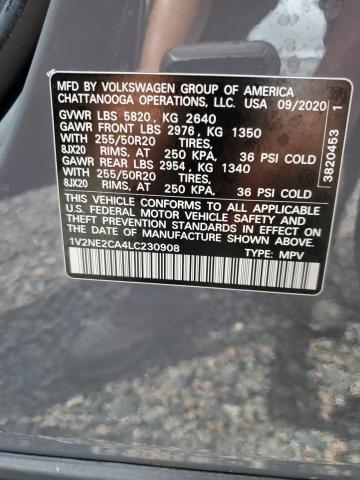 MFD BY VOLKSWAGEN GROUP OF AMERICA
CHATTANOOGA OPERATIONS, LLC. USA 09/2020
GVWR LBS 5820, KG 2640
GAWR FRONT LBS 2976, KG 1350
WITH 255/50R20 TIRES,
8JX20 RIMS, AT 250 KPA, 36 PSI COLD
GAWR REAR LBS 2954, KG 1340
WITH 255/50R20 TIRES,
8JX20 RIMS, AT 250 KPA, 36 PSI COLD
THIS VEHICLE CONFORMS TO ALL APPLICABLE
U.S. FEDERAL MOTOR VEHICLE SAFETY AND
THEFT PREVENTION STANDARDS IN EFFECT
ON THE DATE OF MANUFACTURE SHOWN ABOVE.
1V2NE2CA4LC230908
TYPE: MPV
3820453 1